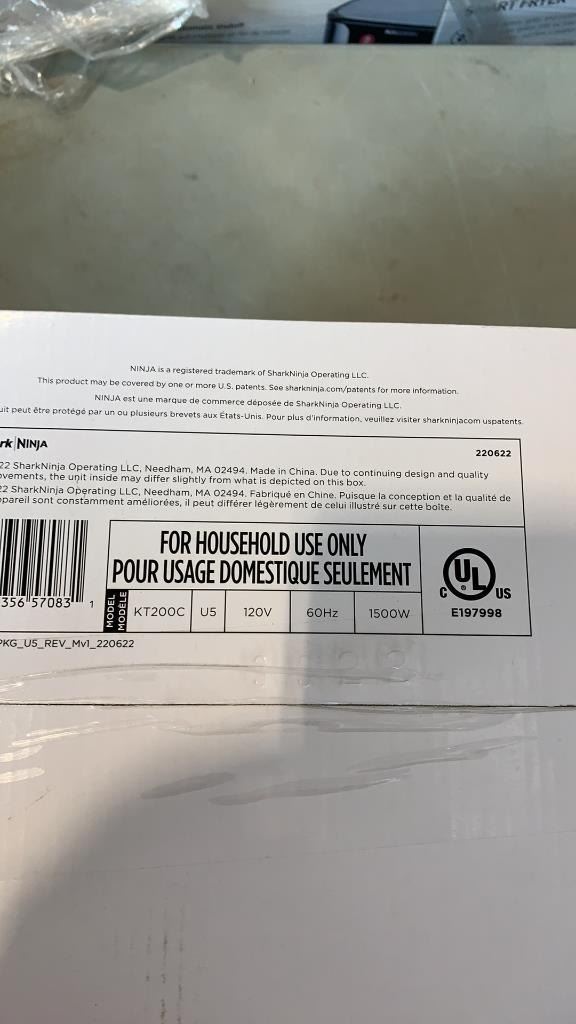 NINJA is a registered trademark of SharkNinja Operating LLC.
This product may be covered by one or more U.S. patents. See sharkninja.com/patents for more information.
NINJA est une marque de commerce déposée de SharkNinja Operating LLC.
uit peut être protégé par un ou plusieurs brevets aux États-Unis. Pour plus d'information, veuillez visiter sharkninjacom uspatents.
rk NINJA
220622
22 SharkNinja Operating LLC, Needham, MA 02494. Made in China. Due to continuing design and quality
ovements, the unit inside may differ slightly from what is depicted on this box.
22 SharkNinja Operating LLC, Needham, MA 02494. Fabriqué en Chine. Puisque la conception et la qualité de
ppareil sont constamment améliorées, il peut différer légèrement de celui illustré sur cette boîte.
FOR HOUSEHOLD USE ONLY
POUR USAGE DOMESTIQUE SEULEMENT
C UL US
356 57083 1
MODEL
MODÈLE
KT200C U5 120V 60Hz 1500W
E197998
PKG_U5_REV_Mv1_220622